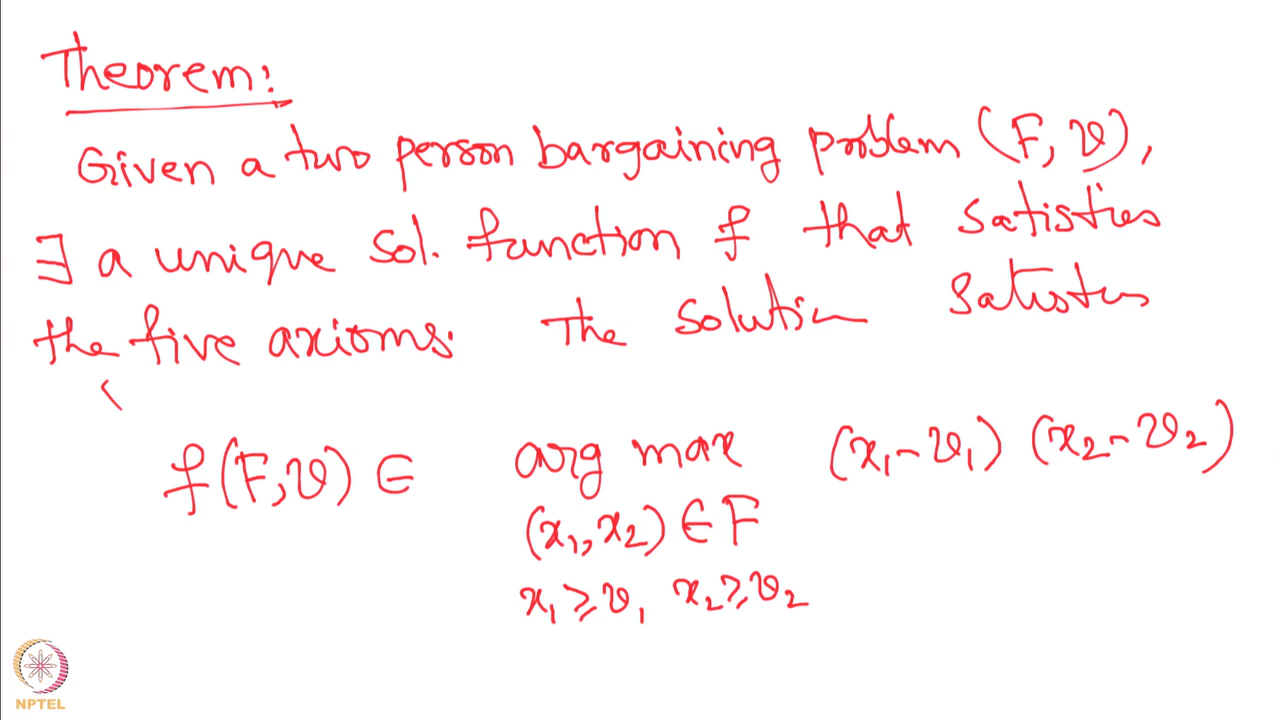 Theorem:
Given a two person bargaining problem (F, v),
∃ a unique sol. function f that satisfies
the five axioms. The solution satisfies
f(F,v) ∈ arg max (x₁-v₁) (x₂-v₂)
(x₁,x₂) ∈ F
x₁ ≥ v₁ x₂ ≥ v₂
NPTEL